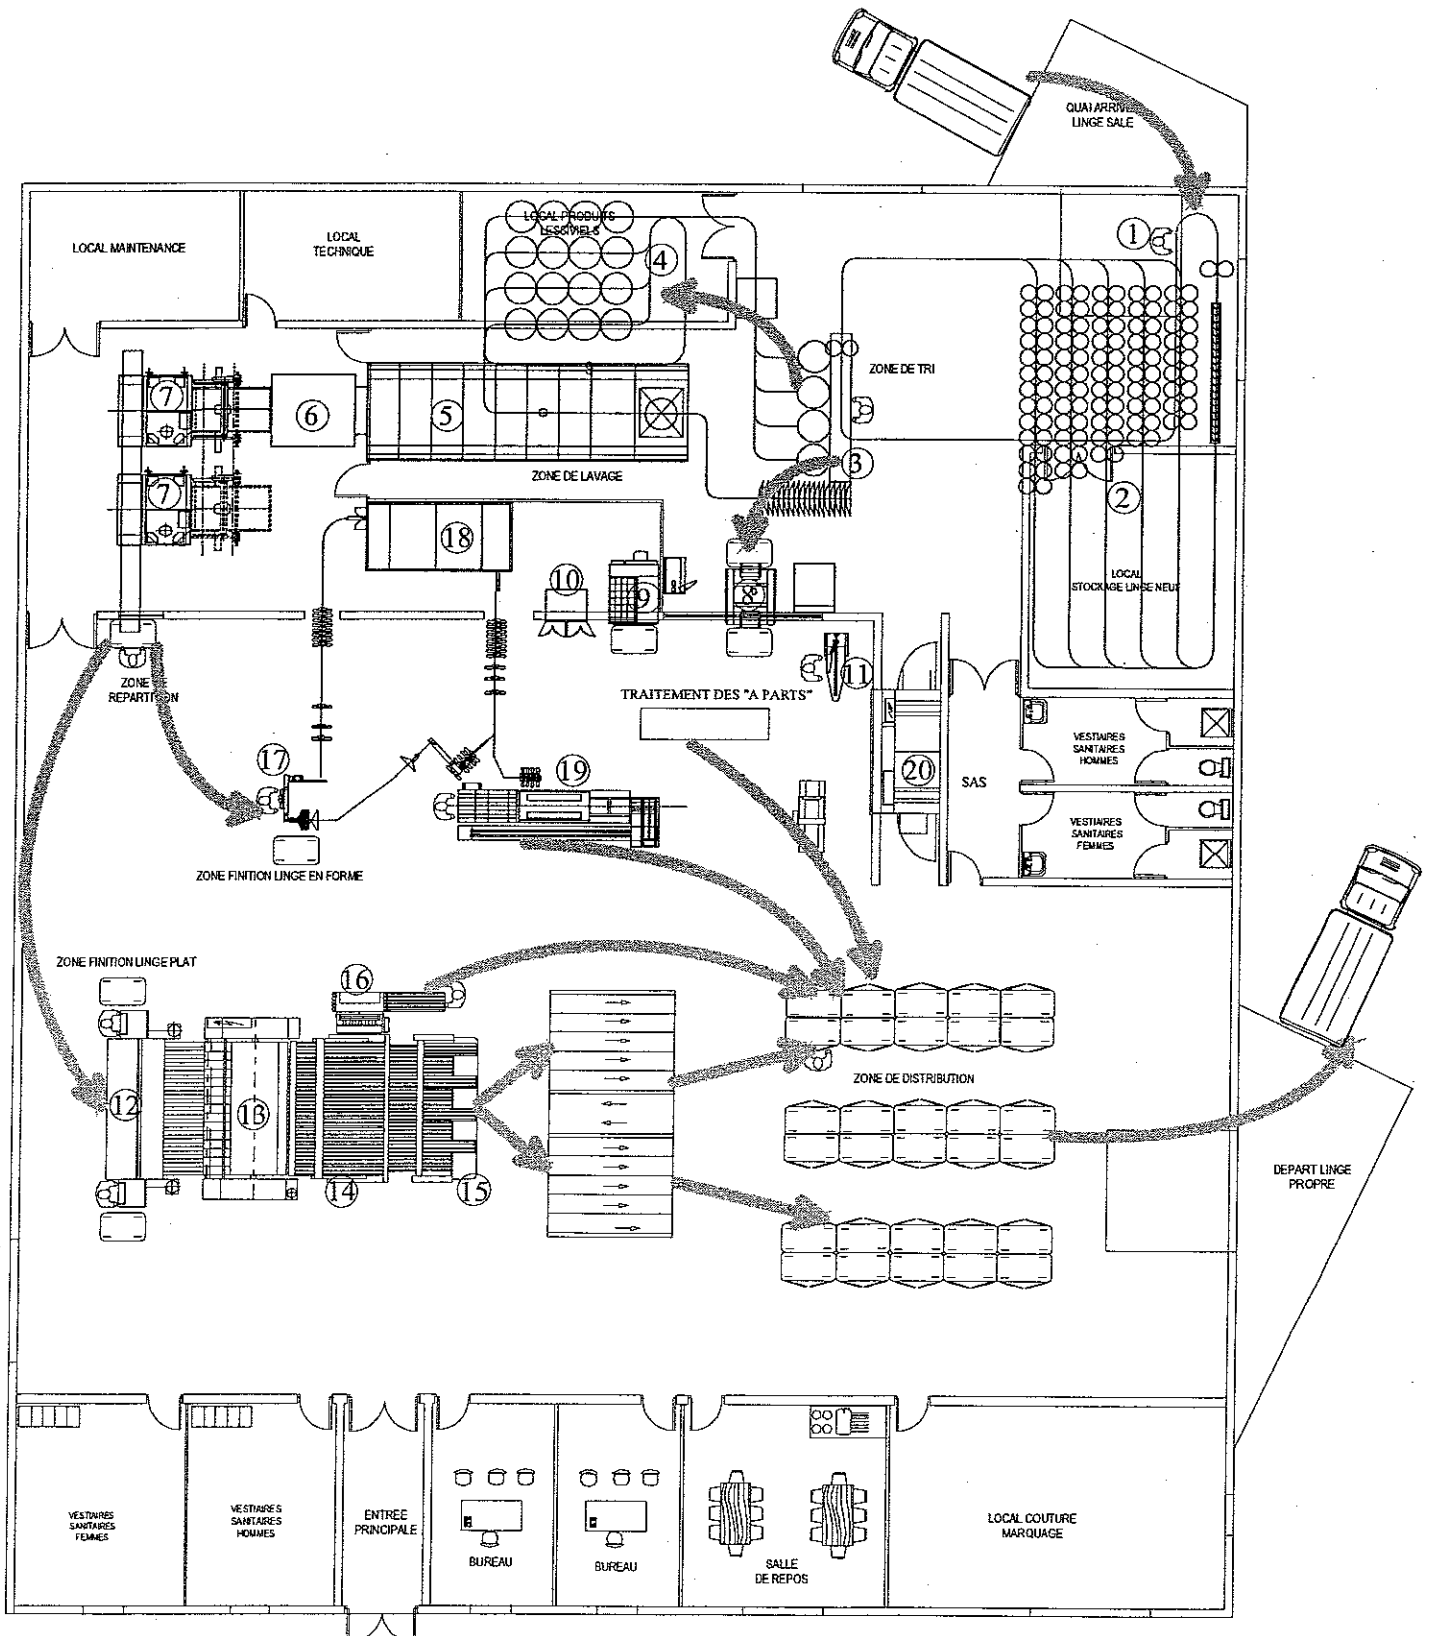 QUAI ARRIVEE
LINGE SALE
LOCAL MAINTENANCE
LOCAL
TECHNIQUE
LOCAL PRODUITS
LESSIVIELS
1
4
ZONE DE TRI
7
6
5
3
ZONE DE LAVAGE
7
2
18
LOCAL
STOCKAGE LINGE NEUF
10
9
8
ZONE
REPARTITION
11
TRAITEMENT DES "A PARTS"
17
19
20
SAS
VESTIAIRES
SANITAIRES
HOMMES
VESTIAIRES
SANITAIRES
FEMMES
ZONE FINITION LINGE EN FORME
ZONE FINITION LINGE PLAT
16
ZONE DE DISTRIBUTION
12
13
14
15
DEPART LINGE
PROPRE
VESTIAIRES
SANITAIRES
FEMMES
VESTIAIRES
SANITAIRES
HOMMES
ENTREE
PRINCIPALE
BUREAU
BUREAU
SALLE
DE REPOS
LOCAL COUTURE
MARQUAGE